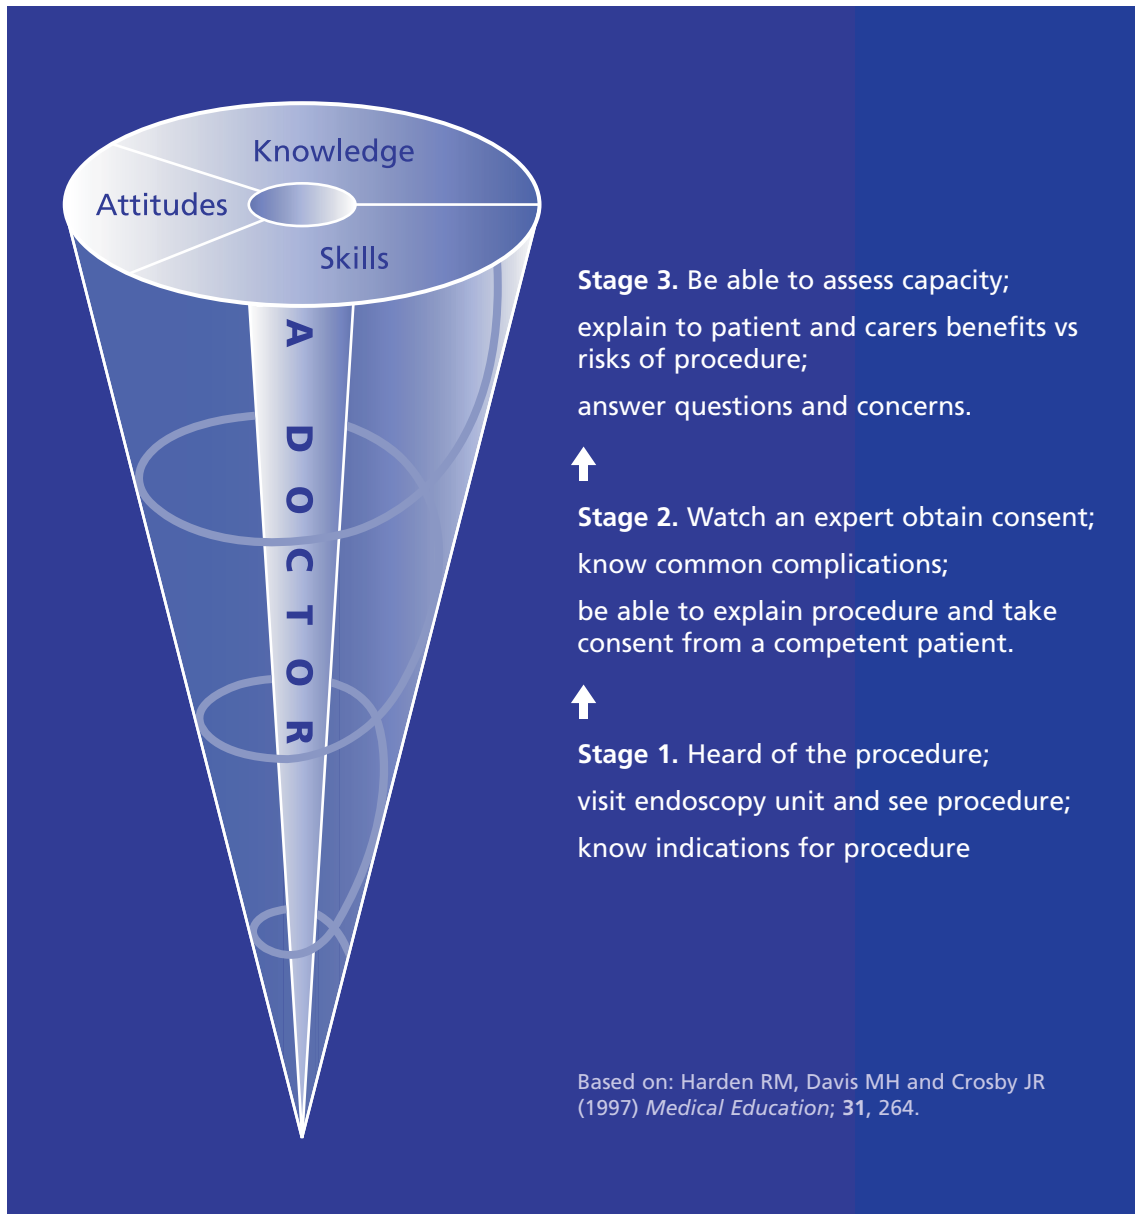 Knowledge
Attitudes
Skills
A DOCTOR
Stage 3. Be able to assess capacity;
explain to patient and carers benefits vs
risks of procedure;
answer questions and concerns.
Stage 2. Watch an expert obtain consent;
know common complications;
be able to explain procedure and take
consent from a competent patient.
Stage 1. Heard of the procedure;
visit endoscopy unit and see procedure;
know indications for procedure
Based on: Harden RM, Davis MH and Crosby JR
(1997) Medical Education; 31, 264.